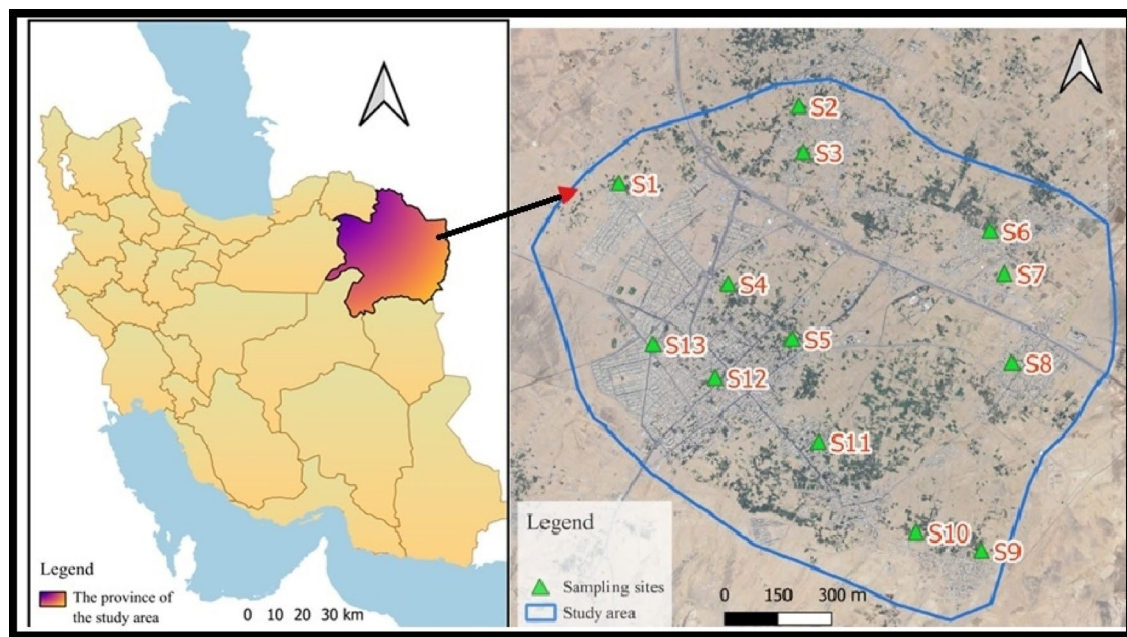 Legend
The province of
the study area
0 10 20 30 km
S2
S3
S1
S6
S7
S4
S5
S13
S8
S12
S11
S10
S9
Legend
Sampling sites
Study area
0 150 300 m